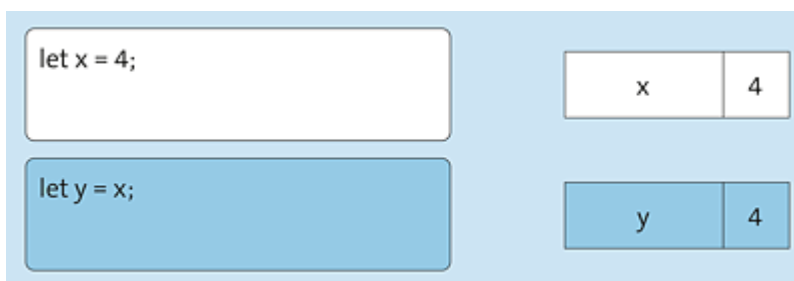 let x = 4;
x 4
let y = x;
y 4